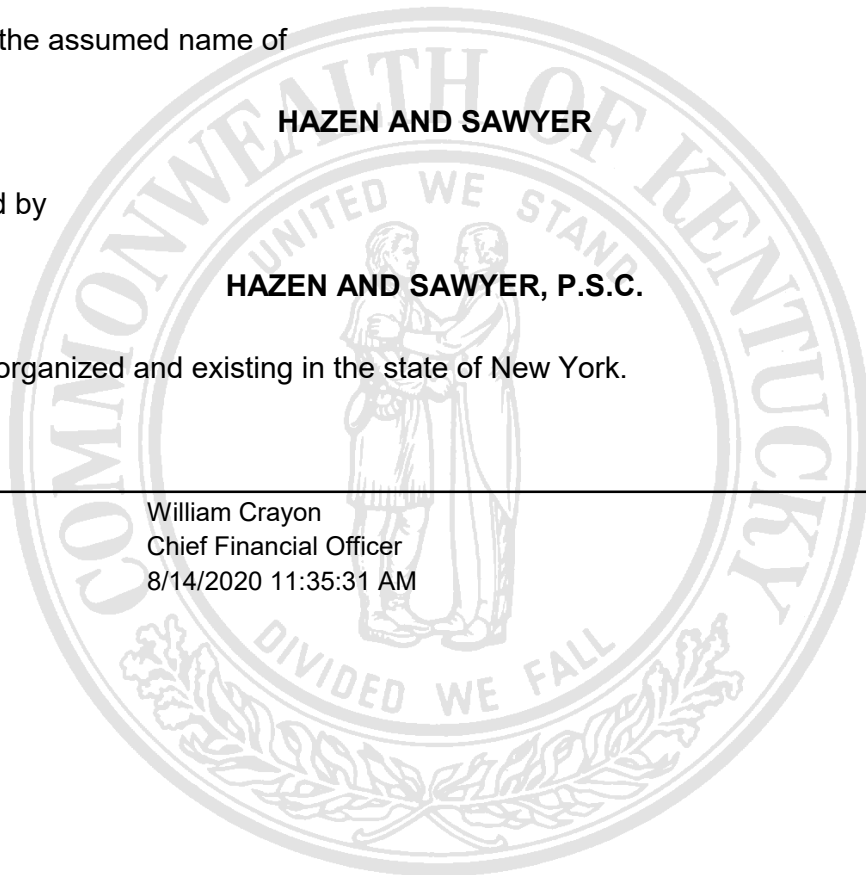 the assumed name of
HAZEN AND SAWYER
d by
HAZEN AND SAWYER, P.S.C.
organized and existing in the state of New York.
William Crayon
Chief Financial Officer
8/14/2020 11:35:31 AM
COMMONWEALTH OF KENTUCKY
UNITED WE STAND
DIVIDED WE FALL